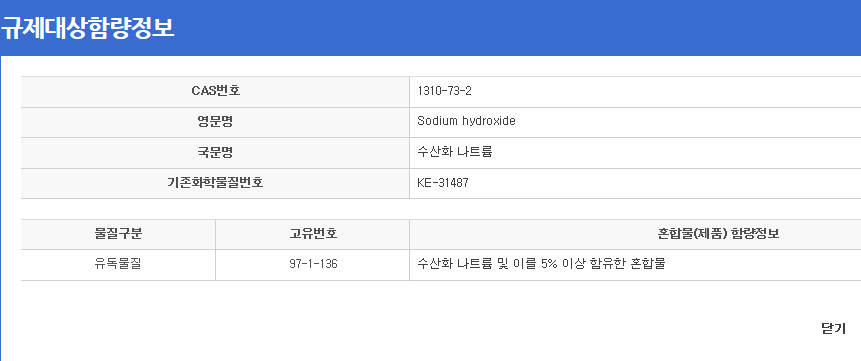 규제대상함량정보
CAS번호 1310-73-2
영문명 Sodium hydroxide
국문명 수산화 나트륨
기존화학물질번호 KE-31487
물질구분 고유번호 혼합물(제품) 함량정보
유독물질 97-1-136 수산화 나트륨 및 이를 5% 이상 함유한 혼합물
닫기